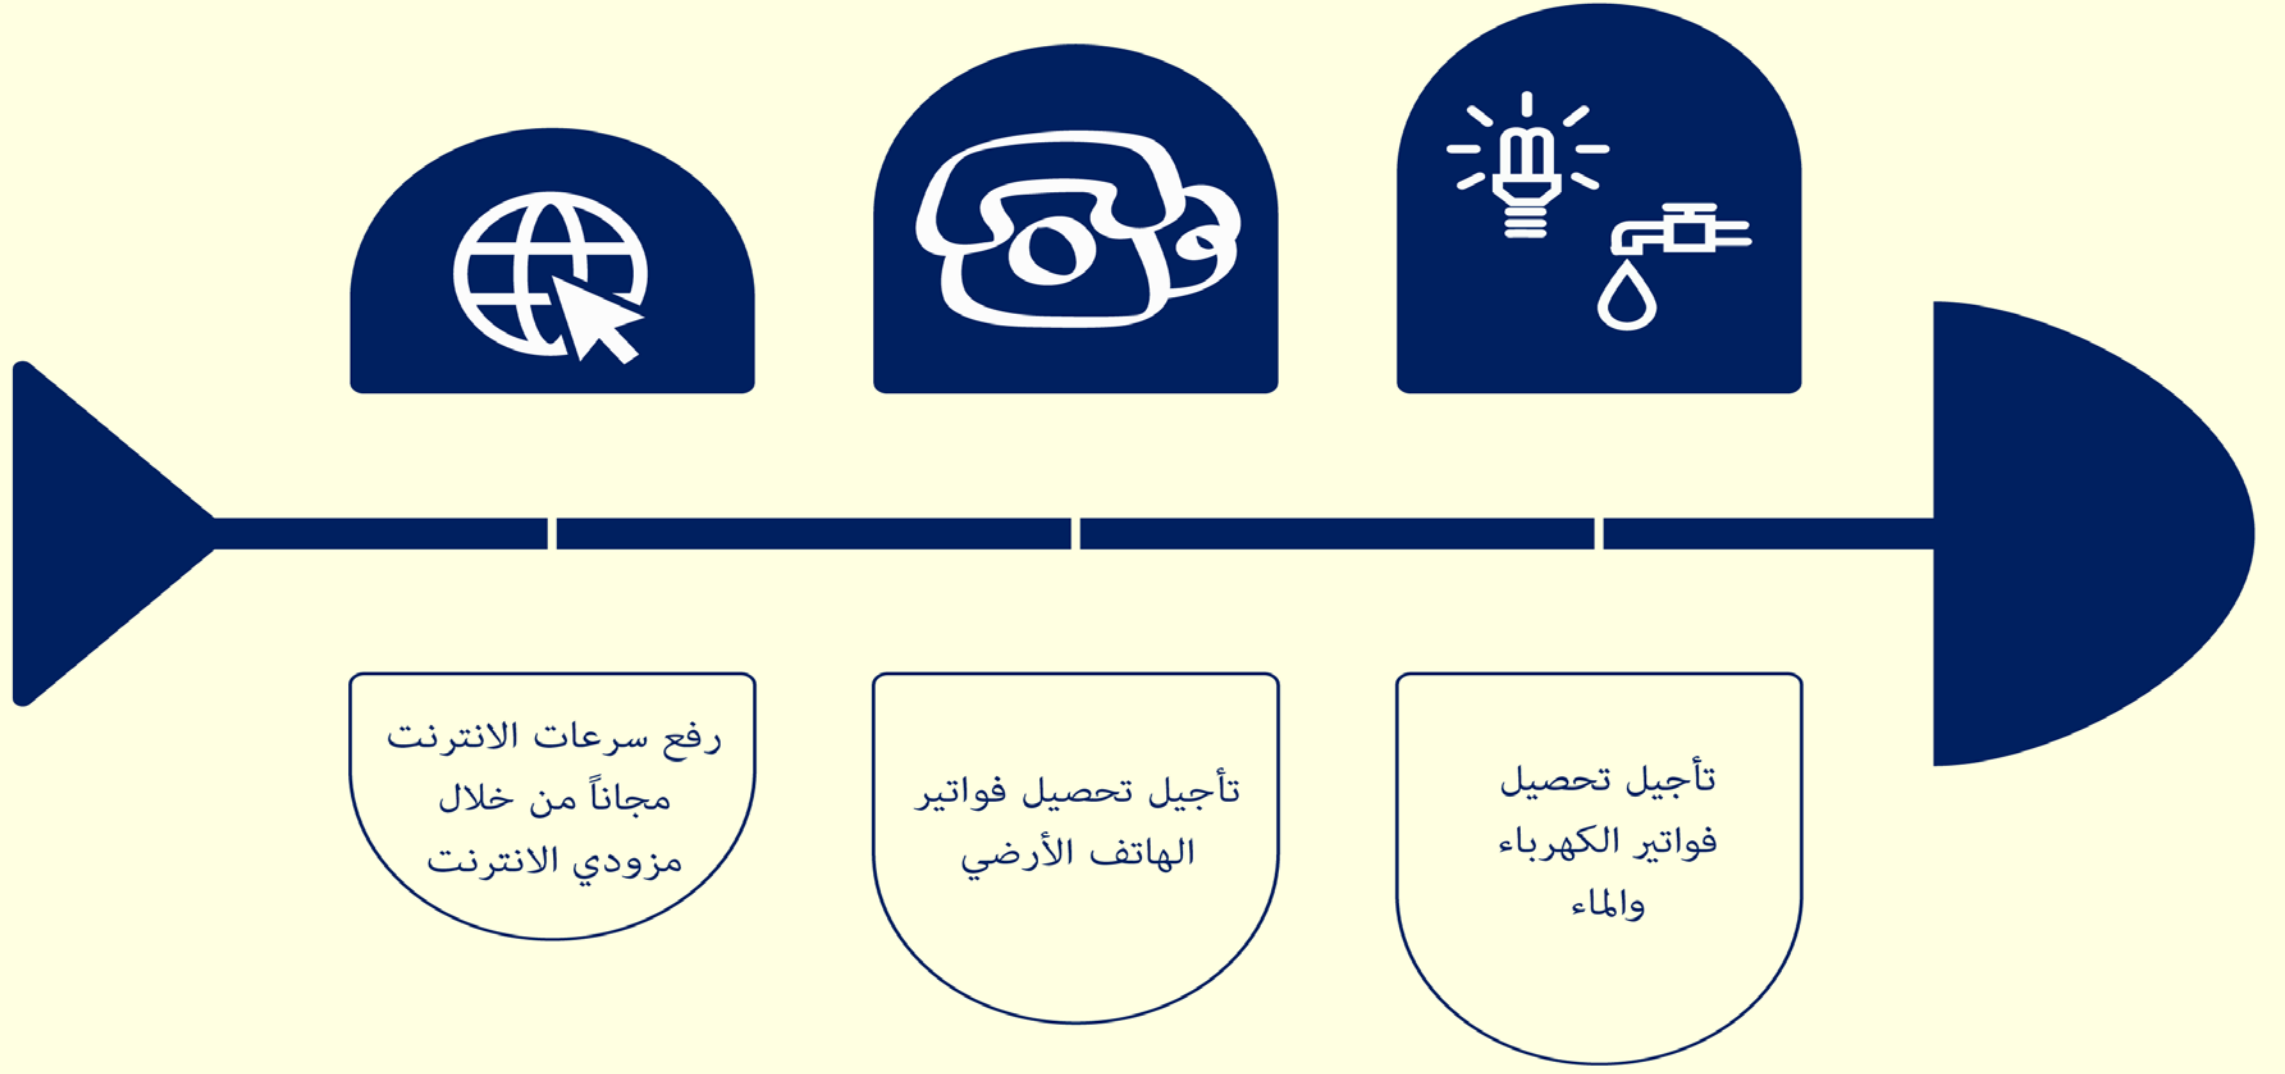 تأجيل تحصيل
فواتير الكهرباء
والماء
تأجيل تحصيل فواتير
الهاتف الأرضي
رفع سرعات الانترنت
مجاناً من خلال
مزودي الانترنت